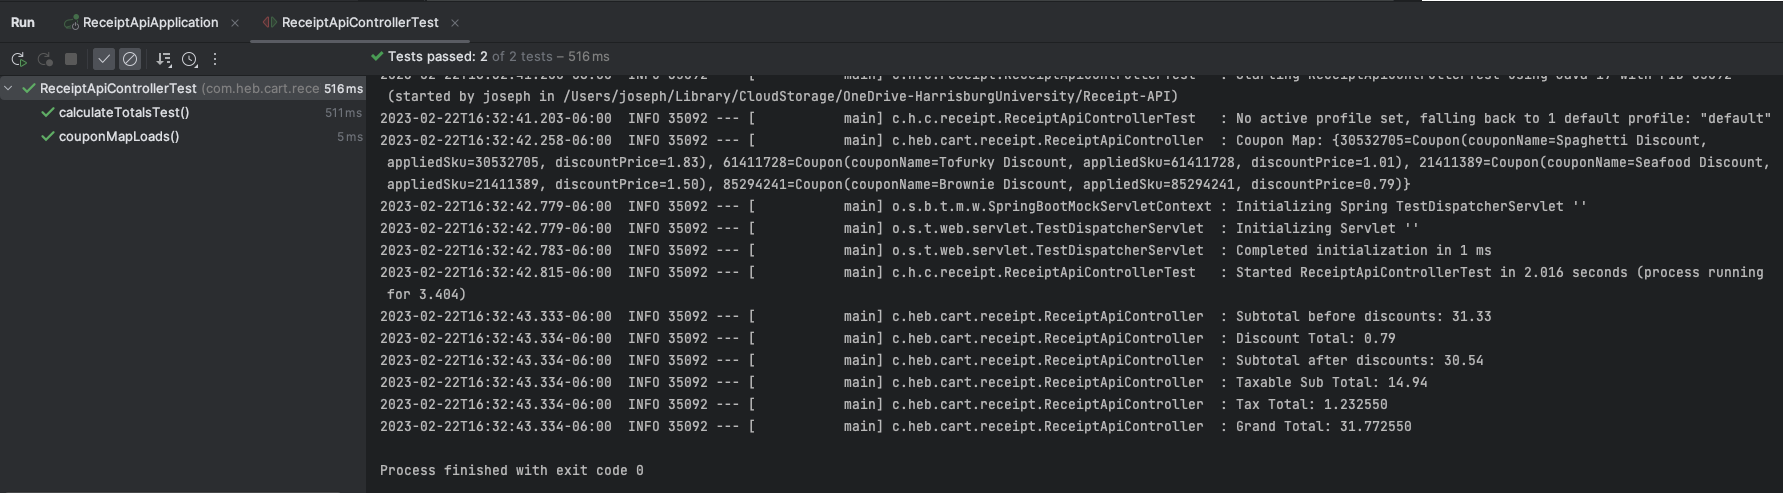 Run ReceiptApiApplication × ReceiptApiControllerTest ×
Tests passed: 2 of 2 tests – 516 ms
ReceiptApiControllerTest (com.heb.cart.rece 516 ms
calculateTotalsTest() 511 ms
couponMapLoads() 5 ms
main] c.h.c.receipt.ReceiptApiControllerTest : Starting ReceiptApiControllerTest using Java 17 with PID 35092
(started by joseph in /Users/joseph/Library/CloudStorage/OneDrive-HarrisburgUniversity/Receipt-API)
2023-02-22T16:32:41.203-06:00 INFO 35092 --- [ main] c.h.c.receipt.ReceiptApiControllerTest : No active profile set, falling back to 1 default profile: "default"
2023-02-22T16:32:42.258-06:00 INFO 35092 --- [ main] c.heb.cart.receipt.ReceiptApiController : Coupon Map: {30532705=Coupon(couponName=Spaghetti Discount,
appliedSku=30532705, discountPrice=1.83), 61411728=Coupon(couponName=Tofurky Discount, appliedSku=61411728, discountPrice=1.01), 21411389=Coupon(couponName=Seafood Discount,
appliedSku=21411389, discountPrice=1.50), 85294241=Coupon(couponName=Brownie Discount, appliedSku=85294241, discountPrice=0.79)}
2023-02-22T16:32:42.779-06:00 INFO 35092 --- [ main] o.s.b.t.m.w.SpringBootMockServletContext : Initializing Spring TestDispatcherServlet ''
2023-02-22T16:32:42.779-06:00 INFO 35092 --- [ main] o.s.t.web.servlet.TestDispatcherServlet : Initializing Servlet ''
2023-02-22T16:32:42.783-06:00 INFO 35092 --- [ main] o.s.t.web.servlet.TestDispatcherServlet : Completed initialization in 1 ms
2023-02-22T16:32:42.815-06:00 INFO 35092 --- [ main] c.h.c.receipt.ReceiptApiControllerTest : Started ReceiptApiControllerTest in 2.016 seconds (process running
for 3.404)
2023-02-22T16:32:43.333-06:00 INFO 35092 --- [ main] c.heb.cart.receipt.ReceiptApiController : Subtotal before discounts: 31.33
2023-02-22T16:32:43.334-06:00 INFO 35092 --- [ main] c.heb.cart.receipt.ReceiptApiController : Discount Total: 0.79
2023-02-22T16:32:43.334-06:00 INFO 35092 --- [ main] c.heb.cart.receipt.ReceiptApiController : Subtotal after discounts: 30.54
2023-02-22T16:32:43.334-06:00 INFO 35092 --- [ main] c.heb.cart.receipt.ReceiptApiController : Taxable Sub Total: 14.94
2023-02-22T16:32:43.334-06:00 INFO 35092 --- [ main] c.heb.cart.receipt.ReceiptApiController : Tax Total: 1.232550
2023-02-22T16:32:43.334-06:00 INFO 35092 --- [ main] c.heb.cart.receipt.ReceiptApiController : Grand Total: 31.772550
Process finished with exit code 0